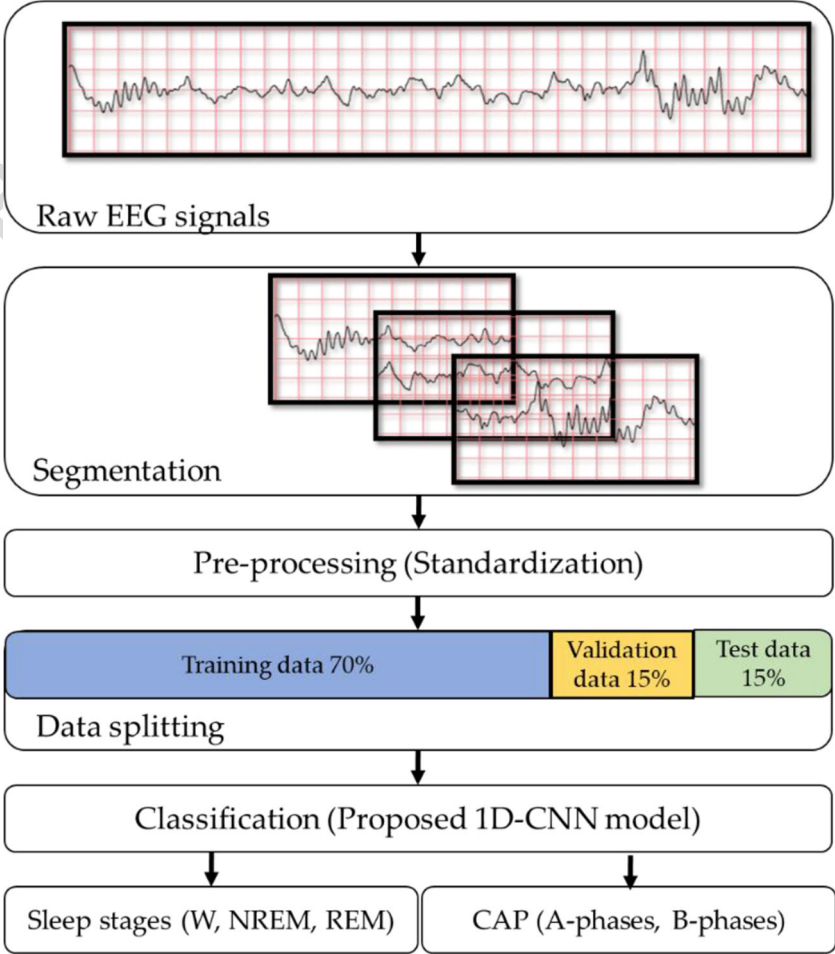 Raw EEG signals
Segmentation
Pre-processing (Standardization)
Training data 70%
Validation
data 15%
Test data
15%
Data splitting
Classification (Proposed 1D-CNN model)
Sleep stages (W, NREM, REM)
CAP (A-phases, B-phases)